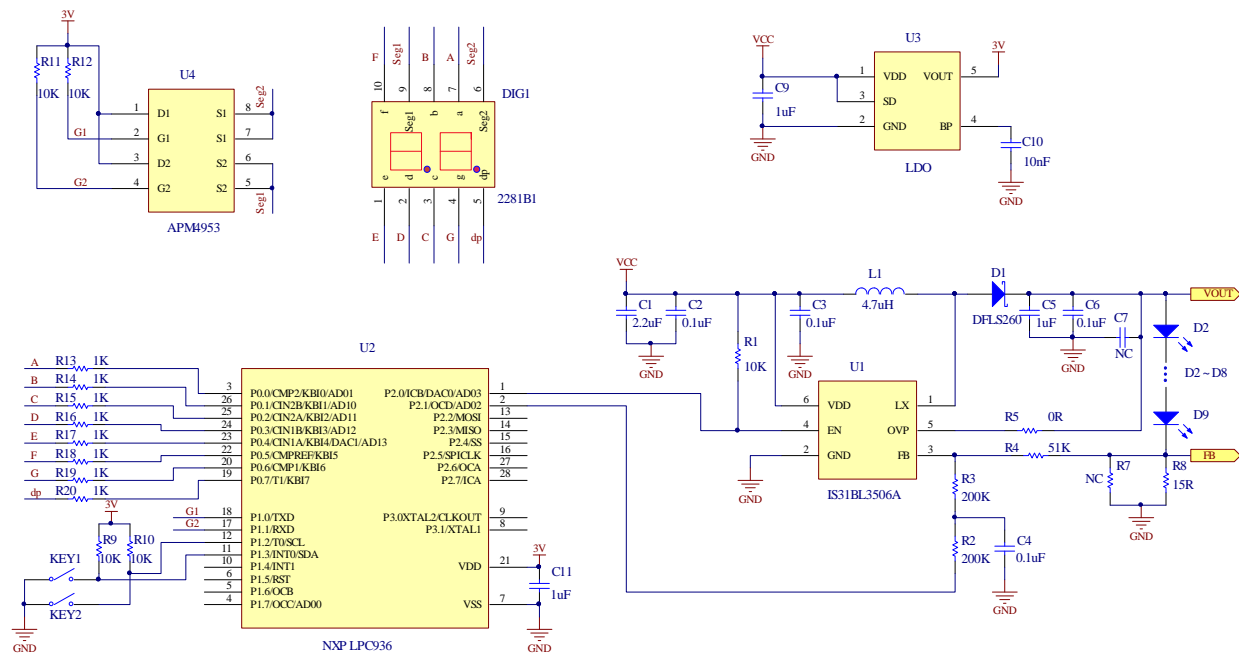 3V
R11
R12
10K
10K
U4
1
D1
S1
8
Seg2
G1
2
G1
S1
7
3
D2
S2
6
G2
4
G2
S2
5
Seg1
APM4953
F
Seg1
B
A
Seg2
10
9
8
7
6
DIG1
f
Seg1
b
a
Seg2
e
d
c
g
dp
2281B1
1
2
3
4
5
E
D
C
G
dp
VCC
U3
3V
1
VDD
VOUT
5
C9
1uF
3
SD
2
GND
BP
4
C10
10nF
GND
LDO
GND
VCC
L1
4.7uH
D1
DFLS260
VOUT
C1
2.2uF
C2
0.1uF
C3
0.1uF
C5
1uF
C6
0.1uF
C7
NC
D2
R1
10K
GND
GND
GND
D2~D8
U1
6
VDD
LX
1
4
EN
OVP
5
R5
0R
D9
2
GND
FB
3
R4
51K
FB
GND
IS31BL3506A
R3
200K
R7
NC
R8
15R
GND
R2
200K
C4
0.1uF
GND
U2
A
R13
1K
3
P0.0/CMP2/KBI0/AD01
P2.0/ICB/DAC0/AD03
1
B
R14
1K
26
P0.1/CIN2B/KBI1/AD10
P2.1/OCD/AD02
2
C
R15
1K
25
P0.2/CIN2A/KBI2/AD11
P2.2/MOSI
13
D
R16
1K
24
P0.3/CIN1B/KBI3/AD12
P2.3/MISO
14
E
R17
1K
23
P0.4/CIN1A/KBI4/DAC1/AD13
P2.4/SS
15
F
R18
1K
22
P0.5/CMPREF/KBI5
P2.5/SPICLK
16
G
R19
1K
20
P0.6/CMP1/KBI6
P2.6/OCA
27
dp
R20
1K
19
P0.7/T1/KBI7
P2.7/ICA
28
3V
G1
18
P1.0/TXD
P3.0XTAL2/CLKOUT
9
G2
17
P1.1/RXD
P3.1/XTAL1
8
R9
10K
R10
10K
12
P1.2/T0/SCL
11
P1.3/INT0/SDA
KEY1
10
P1.4/INT1
VDD
21
3V
6
P1.5/RST
C11
1uF
5
P1.6/OCB
KEY2
4
P1.7/OCC/AD00
VSS
7
GND
GND
NXP LPC936